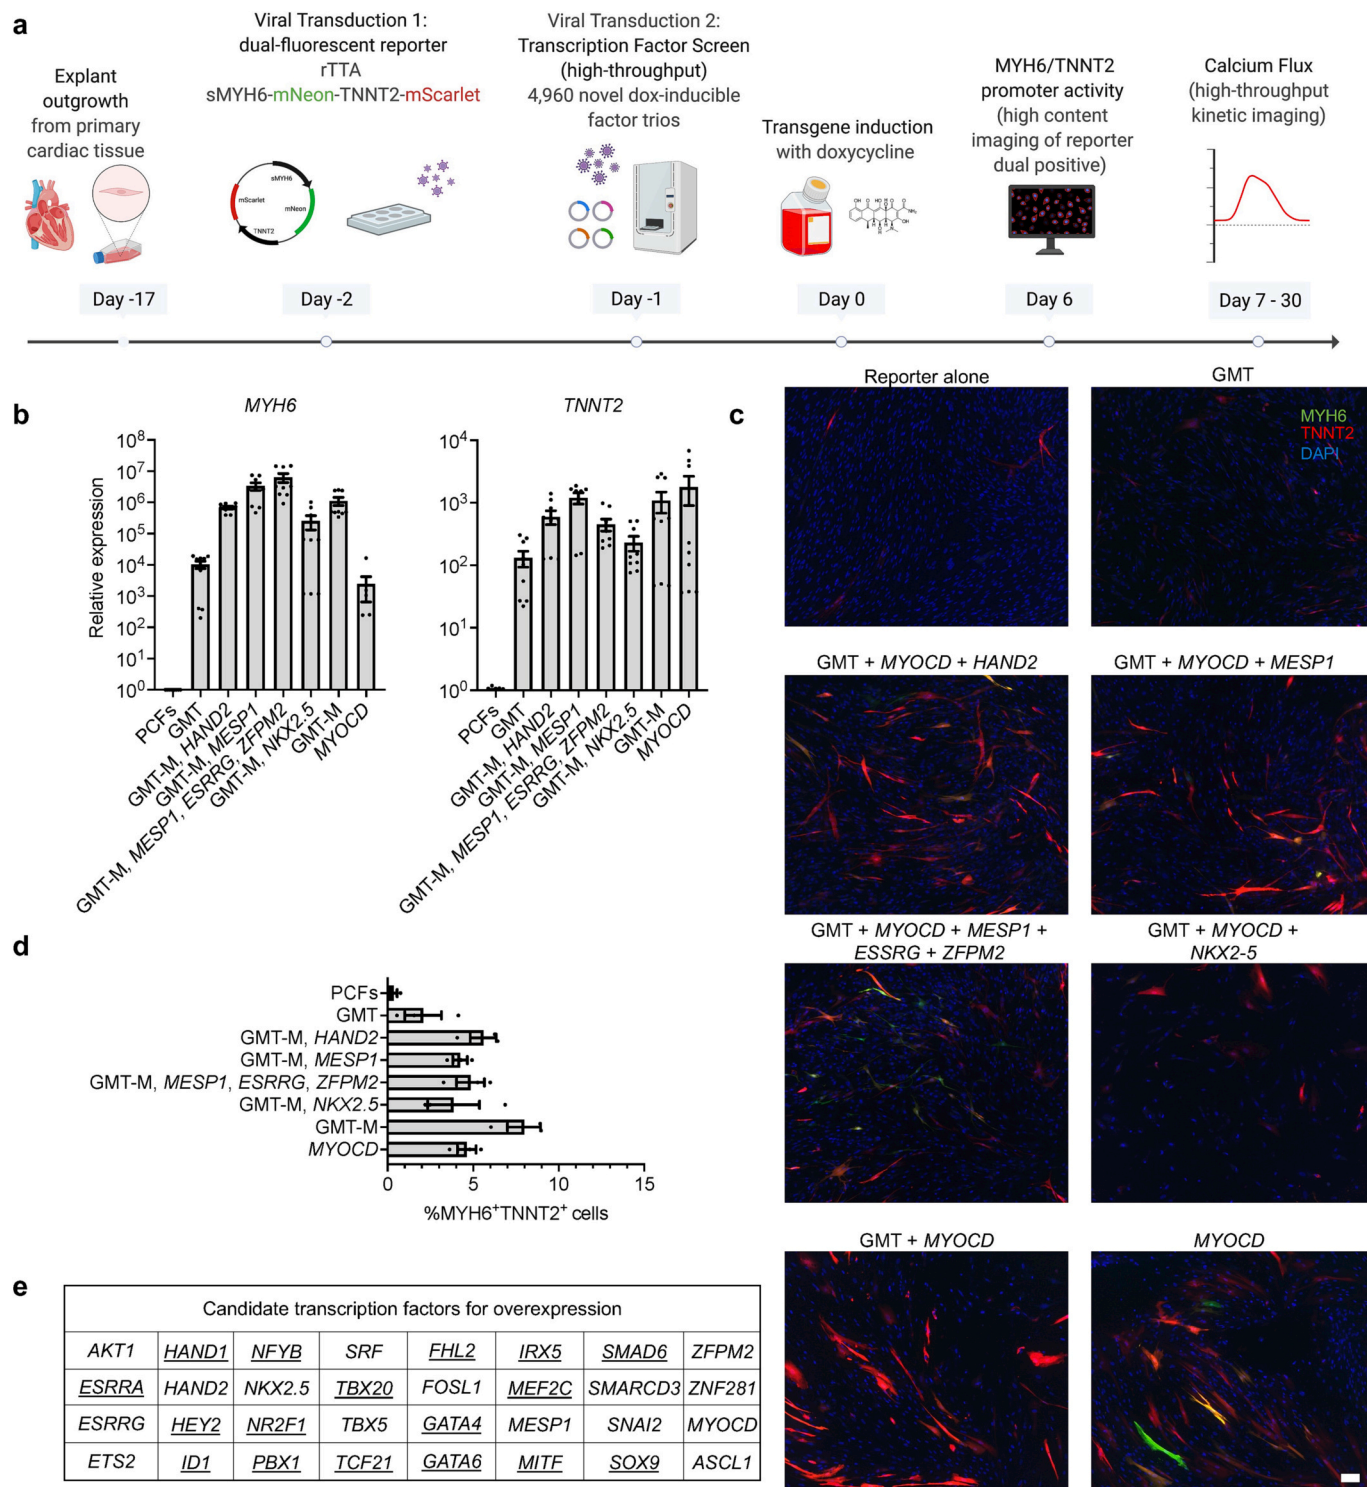 a
Explant
outgrowth
from primary
cardiac tissue
Viral Transduction 1:
dual-fluorescent reporter
rTTA
sMYH6-mNeon-TNNT2-mScarlet
sMYH6
mScarlet
mNeon
TNNT2
Viral Transduction 2:
Transcription Factor Screen
(high-throughput)
4,960 novel dox-inducible
factor trios
Transgene induction
with doxycycline
MYH6/TNNT2
promoter activity
(high content
imaging of reporter
dual positive)
Calcium Flux
(high-throughput
kinetic imaging)
Day -17
Day -2
Day -1
Day 0
Day 6
Day 7 - 30
b
MYH6
Relative expression
10⁸
10⁷
10⁶
10⁵
10⁴
10³
10²
10¹
10⁰
PCFs
GMT
GMT-M, HAND2
GMT-M, MESP1
GMT-M, MESP1, ESRRG, ZFPM2
GMT-M, NKX2.5
GMT-M
MYOCD
TNNT2
10⁴
10³
10²
10¹
10⁰
PCFs
GMT
GMT-M, HAND2
GMT-M, MESP1
GMT-M, MESP1, ESRRG, ZFPM2
GMT-M, NKX2.5
GMT-M
MYOCD
c
Reporter alone
GMT
MYH6
TNNT2
DAPI
GMT + MYOCD + HAND2
GMT + MYOCD + MESP1
GMT + MYOCD + MESP1 +
ESSRG + ZFPM2
GMT + MYOCD +
NKX2-5
GMT + MYOCD
MYOCD
d
PCFs
GMT
GMT-M, HAND2
GMT-M, MESP1
GMT-M, MESP1, ESRRG, ZFPM2
GMT-M, NKX2.5
GMT-M
MYOCD
0 5 10 15
%MYH6⁺TNNT2⁺ cells
e
Candidate transcription factors for overexpression
AKT1 HAND1 NFYB SRF FHL2 IRX5 SMAD6 ZFPM2
ESRRA HAND2 NKX2.5 TBX20 FOSL1 MEF2C SMARCD3 ZNF281
ESRRG HEY2 NR2F1 TBX5 GATA4 MESP1 SNAI2 MYOCD
ETS2 ID1 PBX1 TCF21 GATA6 MITF SOX9 ASCL1